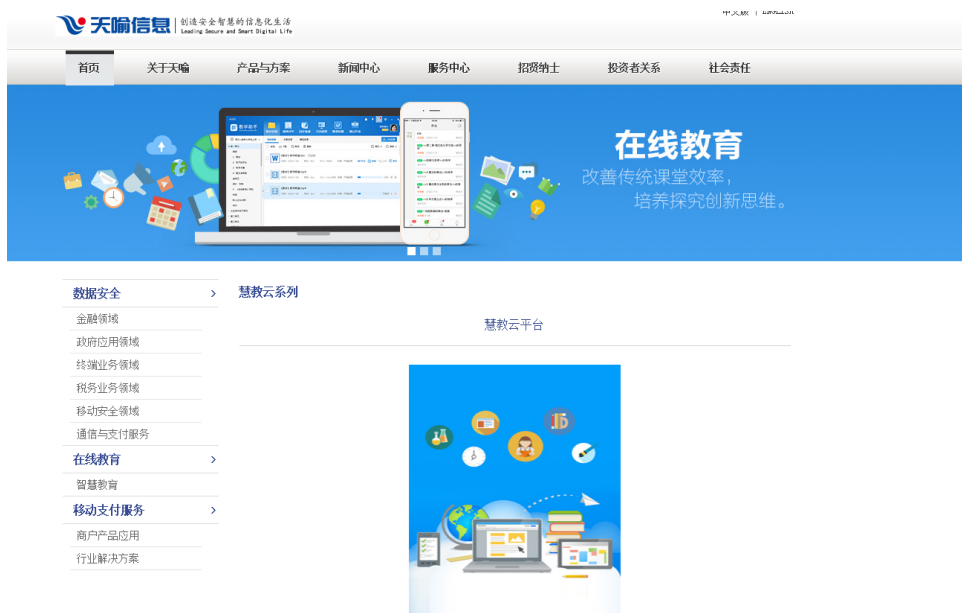 天喻信息
创造安全智慧的信息化生活
Leading Secure and Smart Digital Life
首页 关于天喻 产品与方案 新闻中心 服务中心 招贤纳士 投资者关系 社会责任
教学助手
在线教育
改善传统课堂效率，
培养探究创新思维。
数据安全
金融领域
政府应用领域
终端业务领域
税务业务领域
移动安全领域
通信与支付服务
在线教育
智慧教育
移动支付服务
商户产品应用
行业解决方案
慧教云系列
慧教云平台